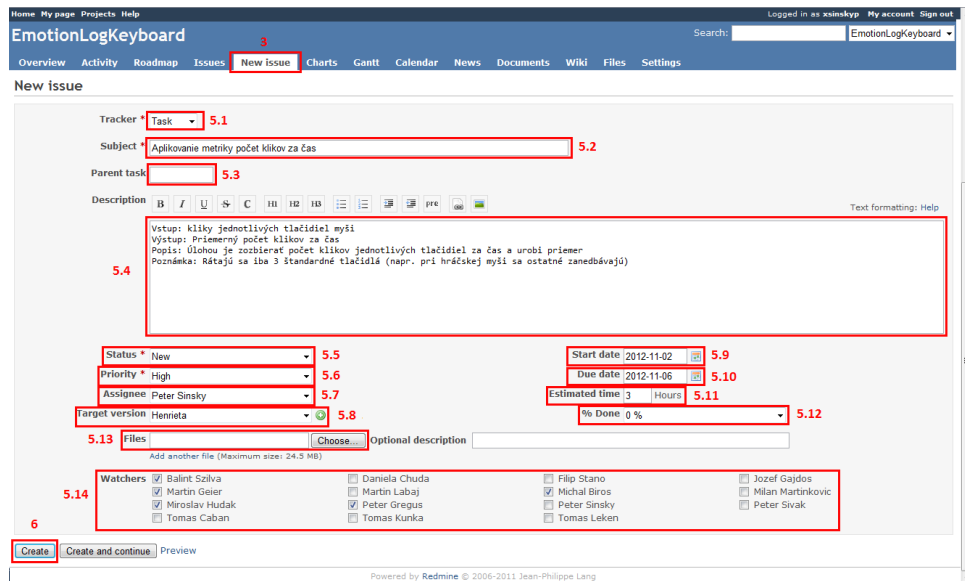 Home My page Projects Help
Logged in as xsinskyp My account Sign out
EmotionLogKeyboard
3
Search:
EmotionLogKeyboard
Overview Activity Roadmap Issues New issue Charts Gantt Calendar News Documents Wiki Files Settings
New issue
Tracker * Task 5.1
Subject * Aplikovanie metriky počet klikov za čas 5.2
Parent task 5.3
Description B I U S C H1 H2 H3 pre
Text formatting: Help
Vstup: kliky jednotlivých tlačidiel myši
Výstup: Priemerný počet klikov za čas
Popis: Úlohou je zozbierať počet klikov jednotlivých tlačidiel za čas a urobi priemer
Poznámka: Rátajú sa iba 3 štandardné tlačidlá (napr. pri hráčskej myši sa ostatné zanedbávajú)
5.4
Status * New 5.5
Start date 2012-11-02 5.9
Priority * High 5.6
Due date 2012-11-06 5.10
Assignee Peter Sinsky 5.7
Estimated time 3 Hours 5.11
Target version Henrieta 5.8
% Done 0 % 5.12
5.13 Files Choose... Optional description
Add another file (Maximum size: 24.5 MB)
Watchers Balint Szilva Daniela Chuda Filip Stano Jozef Gajdos
5.14 Martin Geier Martin Labaj Michal Biros Milan Martinkovic
Miroslav Hudak Peter Gregus Peter Sinsky Peter Sivak
Tomas Caban Tomas Kunka Tomas Leken
6
Create Create and continue Preview
Powered by Redmine © 2006-2011 Jean-Philippe Lang